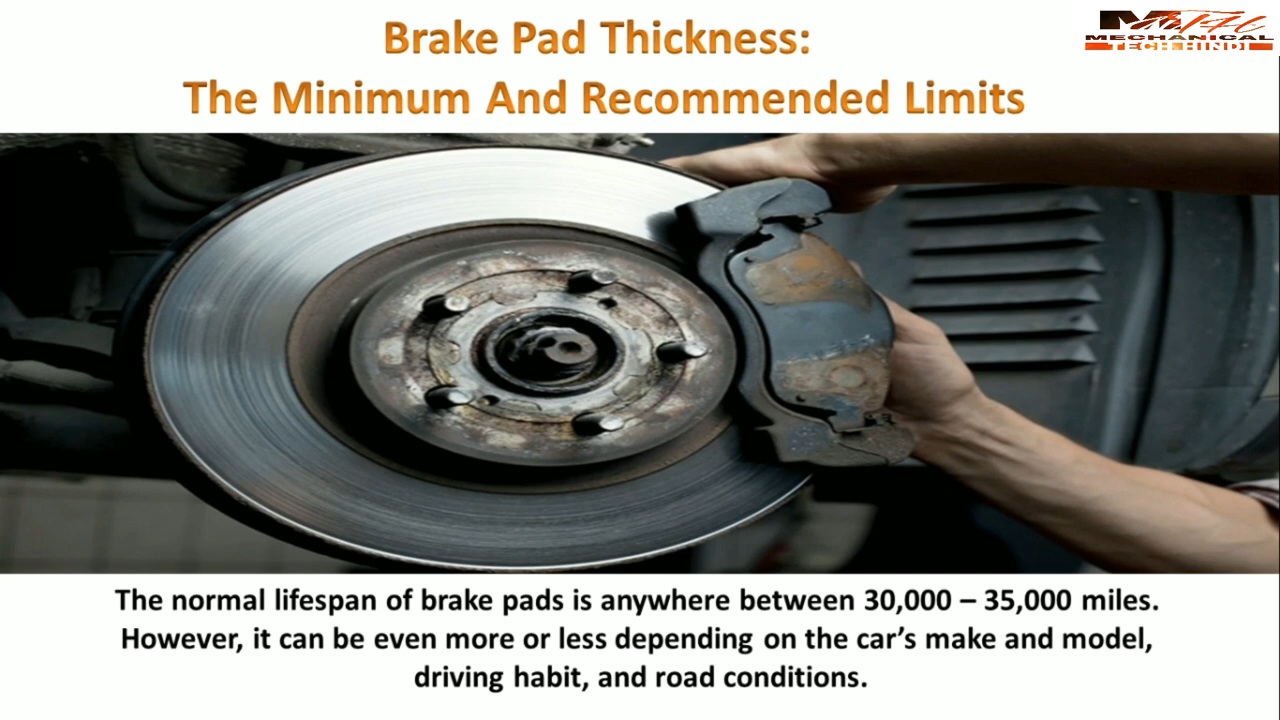 Brake Pad Thickness:
The Minimum And Recommended Limits
MECHANICAL
TECH HINDI
The normal lifespan of brake pads is anywhere between 30,000 – 35,000 miles.
However, it can be even more or less depending on the car’s make and model,
driving habit, and road conditions.